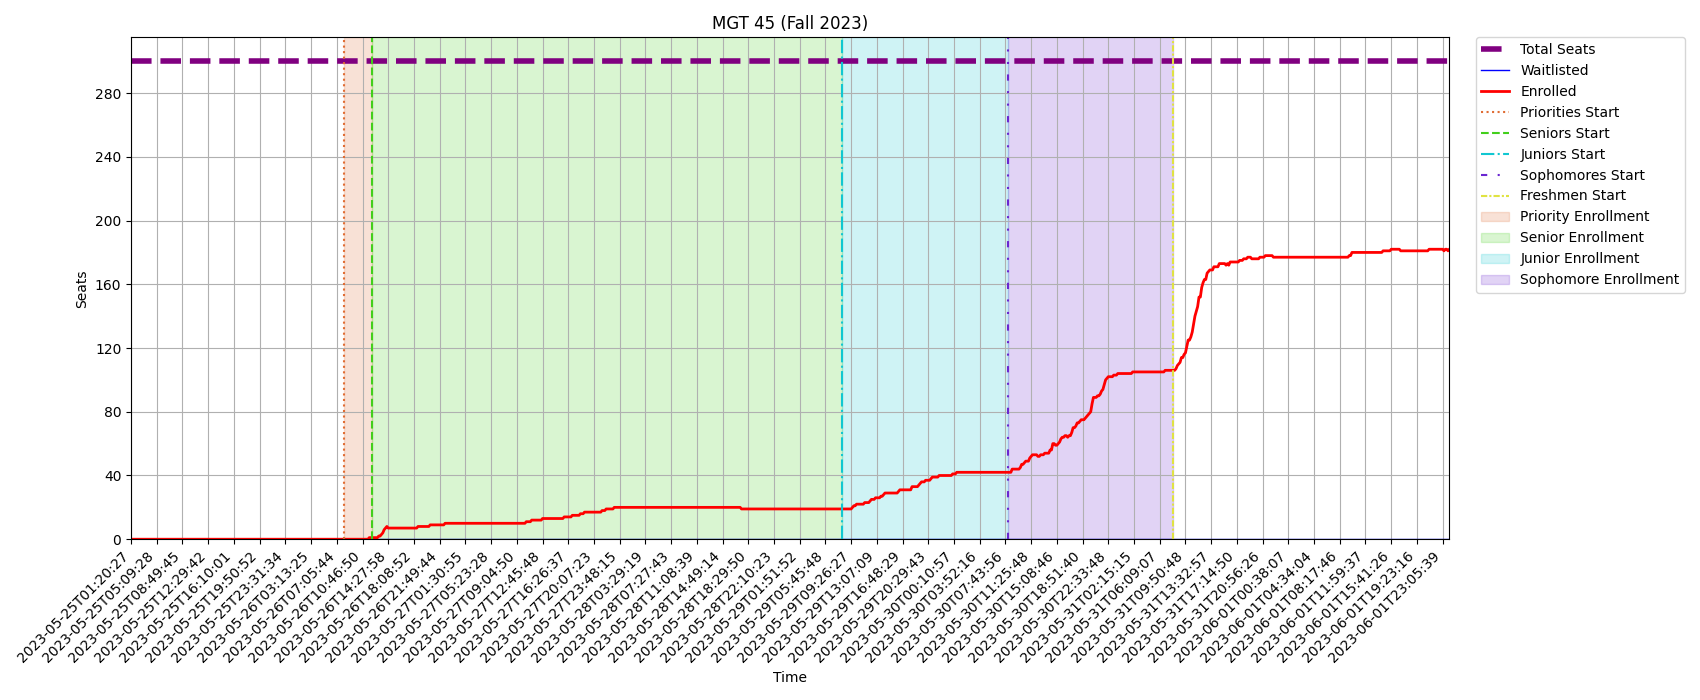 MGT 45 (Fall 2023)
Seats
280
240
200
160
120
80
40
0
2023-05-25T01:20:27
2023-05-25T05:09:28
2023-05-25T08:49:45
2023-05-25T12:29:42
2023-05-25T16:10:01
2023-05-25T19:50:52
2023-05-25T23:31:34
2023-05-26T03:13:25
2023-05-26T07:05:44
2023-05-26T10:46:50
2023-05-26T14:27:58
2023-05-26T18:08:52
2023-05-26T21:49:44
2023-05-27T01:30:55
2023-05-27T05:23:28
2023-05-27T09:04:50
2023-05-27T12:45:48
2023-05-27T16:26:37
2023-05-27T20:07:23
2023-05-27T23:48:15
2023-05-28T03:29:19
2023-05-28T07:27:43
2023-05-28T11:08:39
2023-05-28T14:49:14
2023-05-28T18:29:50
2023-05-28T22:10:23
2023-05-29T01:51:52
2023-05-29T05:45:48
2023-05-29T09:26:27
2023-05-29T13:07:09
2023-05-29T16:48:29
2023-05-29T20:29:43
2023-05-30T00:10:57
2023-05-30T03:52:16
2023-05-30T07:43:56
2023-05-30T11:25:48
2023-05-30T15:08:46
2023-05-30T18:51:40
2023-05-30T22:33:48
2023-05-31T02:15:15
2023-05-31T06:09:07
2023-05-31T09:50:48
2023-05-31T13:32:57
2023-05-31T17:14:50
2023-05-31T20:56:26
2023-06-01T00:38:07
2023-06-01T04:34:04
2023-06-01T08:17:46
2023-06-01T11:59:37
2023-06-01T15:41:26
2023-06-01T19:23:16
2023-06-01T23:05:39
Time
Total Seats
Waitlisted
Enrolled
Priorities Start
Seniors Start
Juniors Start
Sophomores Start
Freshmen Start
Priority Enrollment
Senior Enrollment
Junior Enrollment
Sophomore Enrollment